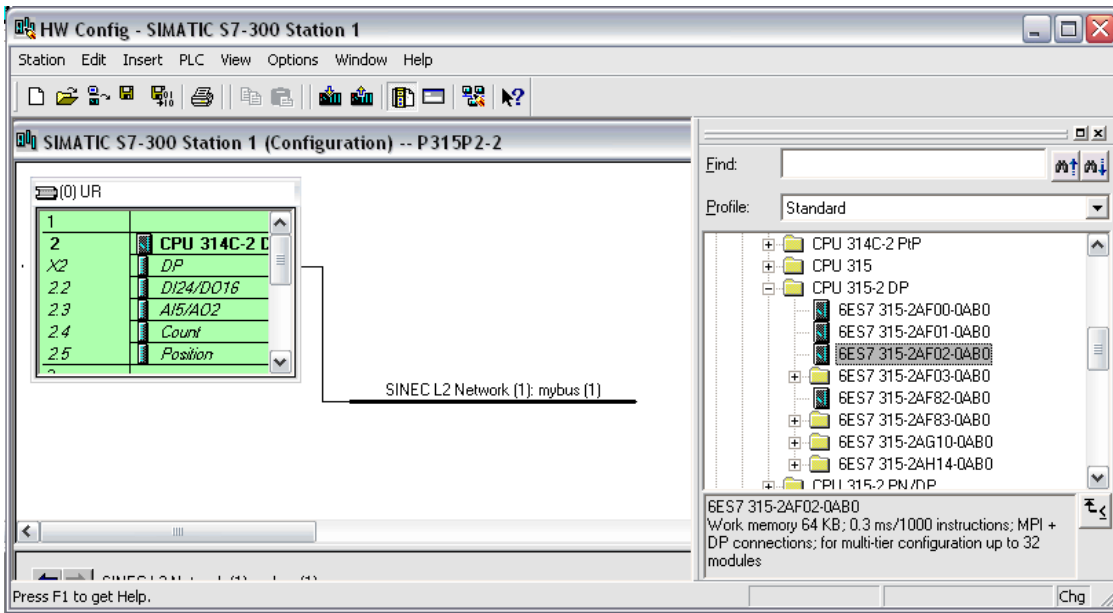 HW Config - SIMATIC S7-300 Station 1
Station Edit Insert PLC View Options Window Help
SIMATIC S7-300 Station 1 (Configuration) -- P315P2-2
(0) UR
1
2 CPU 314C-2 D
X2 DP
2.2 DI24/DO16
2.3 AI5/AO2
2.4 Count
2.5 Position
SINEC L2 Network (1): mybus (1)
Find:
Profile: Standard
CPU 314C-2 PtP
CPU 315
CPU 315-2 DP
6ES7 315-2AF00-0AB0
6ES7 315-2AF01-0AB0
6ES7 315-2AF02-0AB0
6ES7 315-2AF03-0AB0
6ES7 315-2AF82-0AB0
6ES7 315-2AF83-0AB0
6ES7 315-2AG10-0AB0
6ES7 315-2AH14-0AB0
CPU 315-2 PN/DP
6ES7 315-2AF02-0AB0
Work memory 64 KB; 0.3 ms/1000 instructions; MPI +
DP connections; for multi-tier configuration up to 32
modules
Press F1 to get Help.
Chg